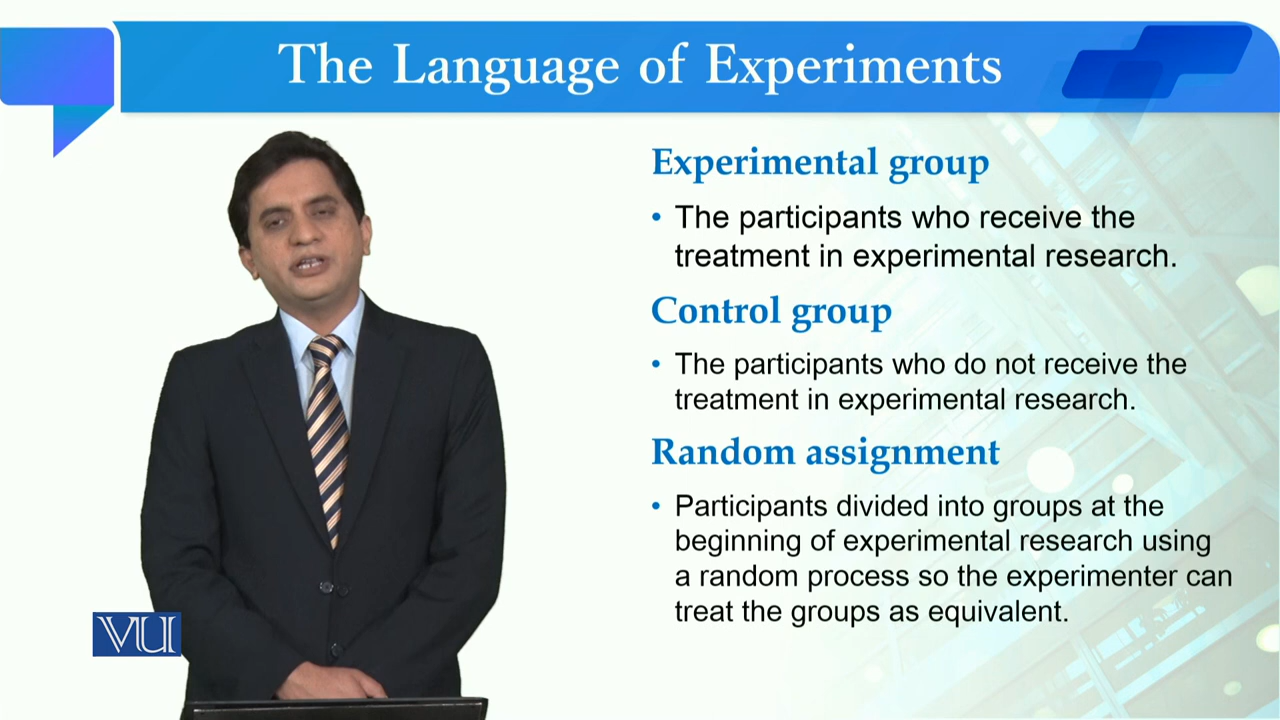 The Language of Experiments
Experimental group
• The participants who receive the
treatment in experimental research.
Control group
• The participants who do not receive the
treatment in experimental research.
Random assignment
• Participants divided into groups at the
beginning of experimental research using
a random process so the experimenter can
treat the groups as equivalent.
VU